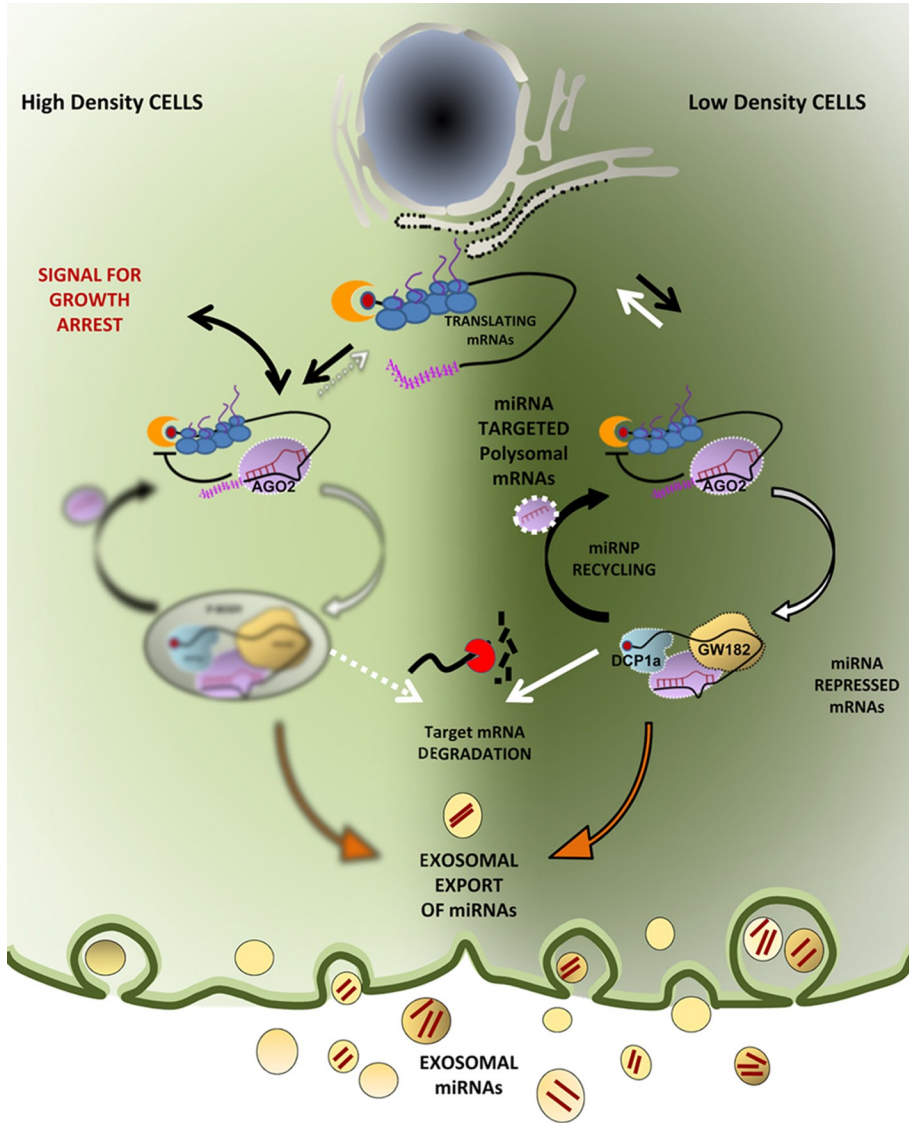 High Density CELLS
Low Density CELLS
SIGNAL FOR
GROWTH
ARREST
TRANSLATING
mRNAs
miRNA
TARGETED
Polysomal
mRNAs
AGO2
AGO2
miRNP
RECYCLING
P-BODY
DCP1a
GW182
miRNA
REPRESSED
mRNAs
Target mRNA
DEGRADATION
EXOSOMAL
EXPORT
OF miRNAs
EXOSOMAL
miRNAs